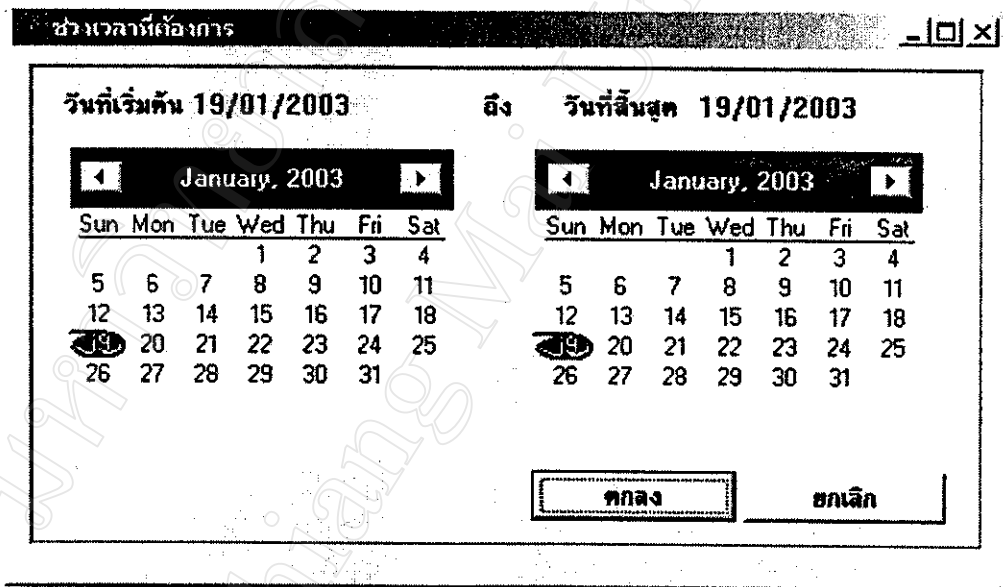 ช่วงเวลาที่ต้องการ
วันที่เริ่มต้น 19/01/2003 ถึง วันที่สิ้นสุด 19/01/2003
January, 2003 January, 2003
Sun Mon Tue Wed Thu Fri Sat Sun Mon Tue Wed Thu Fri Sat
1 2 3 4 1 2 3 4
5 6 7 8 9 10 11 5 6 7 8 9 10 11
12 13 14 15 16 17 18 12 13 14 15 16 17 18
19 20 21 22 23 24 25 19 20 21 22 23 24 25
26 27 28 29 30 31 26 27 28 29 30 31
ตกลง ยกเลิก